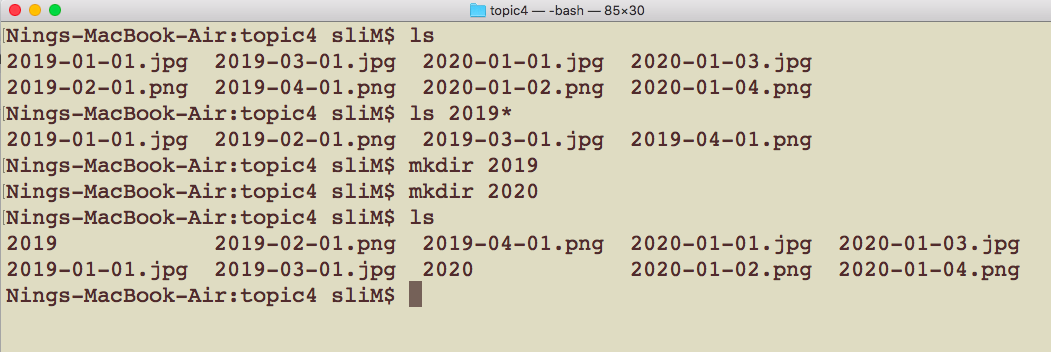 topic4 — -bash — 85×30
Nings-MacBook-Air:topic4 sliM$ ls
2019-01-01.jpg  2019-03-01.jpg  2020-01-01.jpg  2020-01-03.jpg
2019-02-01.png  2019-04-01.png  2020-01-02.png  2020-01-04.png
Nings-MacBook-Air:topic4 sliM$ ls 2019*
2019-01-01.jpg  2019-02-01.png  2019-03-01.jpg  2019-04-01.png
Nings-MacBook-Air:topic4 sliM$ mkdir 2019
Nings-MacBook-Air:topic4 sliM$ mkdir 2020
Nings-MacBook-Air:topic4 sliM$ ls
2019            2019-02-01.png  2019-04-01.png  2020-01-01.jpg  2020-01-03.jpg
2019-01-01.jpg  2019-03-01.jpg  2020            2020-01-02.png  2020-01-04.png
Nings-MacBook-Air:topic4 sliM$